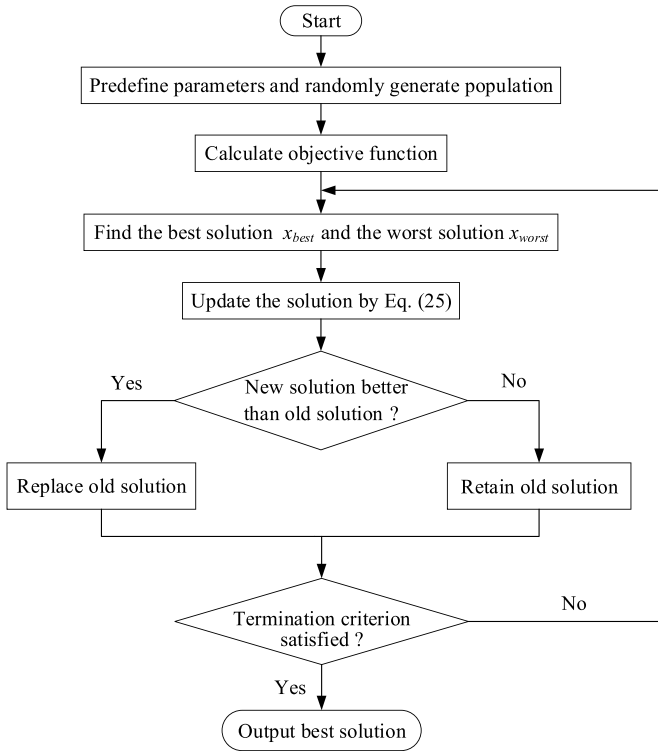 Start
Predefine parameters and randomly generate population
Calculate objective function
Find the best solution x_best and the worst solution x_worst
Update the solution by Eq. (25)
Yes
New solution better
than old solution ?
No
Replace old solution
Retain old solution
Termination criterion
satisfied ?
No
Yes
Output best solution